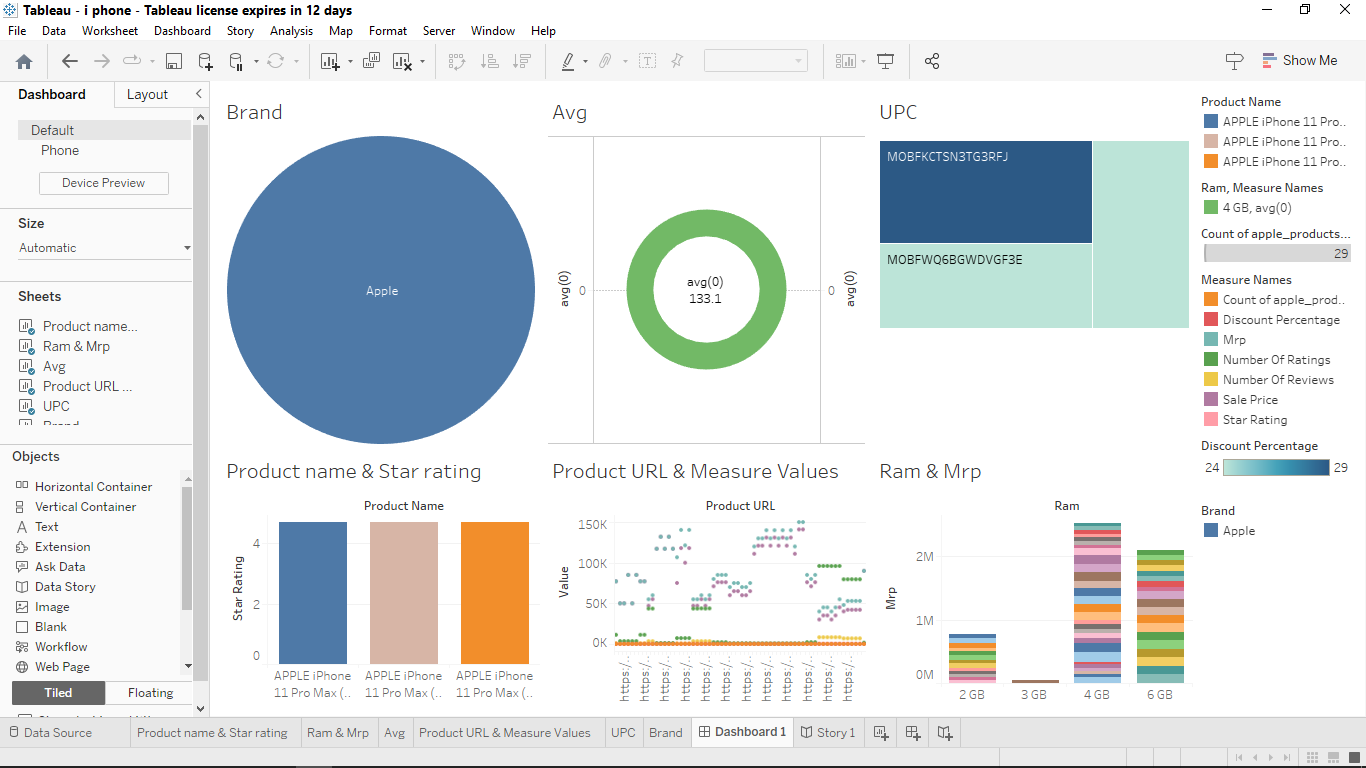 Tableau - i phone - Tableau license expires in 12 days
File Data Worksheet Dashboard Story Analysis Map Format Server Window Help
Show Me
Dashboard Layout
Default
Phone
Device Preview
Size
Automatic
Sheets
Product name...
Ram & Mrp
Avg
Product URL ...
UPC
Objects
Horizontal Container
Vertical Container
Text
Extension
Ask Data
Data Story
Image
Blank
Workflow
Web Page
Tiled Floating
Brand
Apple
Avg
avg(0)
0
avg(0)
133.1
0
avg(0)
UPC
MOBFKCTSN3TG3RFJ
MOBFWQ6BGWDVGF3E
Product name & Star rating
Product Name
Star Rating
4
2
0
APPLE iPhone
11 Pro Max (..
APPLE iPhone
11 Pro Max (..
APPLE iPhone
11 Pro Max (..
Product URL & Measure Values
Product URL
Value
150K
100K
50K
0K
https:/..
https:/..
https:/..
https:/..
https:/..
https:/..
https:/..
https:/..
https:/..
Ram & Mrp
Ram
Mrp
2M
1M
0M
2 GB 3 GB 4 GB 6 GB
Product Name
APPLE iPhone 11 Pro..
APPLE iPhone 11 Pro..
APPLE iPhone 11 Pro..
Ram, Measure Names
4 GB, avg(0)
Count of apple_products...
29
Measure Names
Count of apple_prod..
Discount Percentage
Mrp
Number Of Ratings
Number Of Reviews
Sale Price
Star Rating
Discount Percentage
24 29
Brand
Apple
Data Source Product name & Star rating Ram & Mrp Avg Product URL & Measure Values UPC Brand Dashboard 1 Story 1